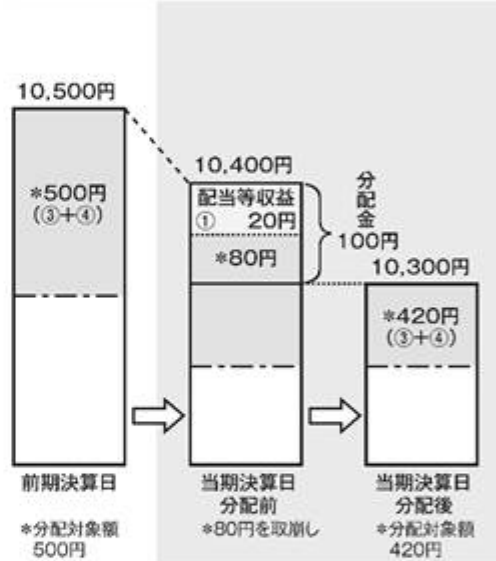 10,500円
*500円
(③+④)
前期決算日
*分配対象額
500円
10,400円
配当等収益
① 20円
*80円
分配金
100円
当期決算日
分配前
*80円を取崩し
10,300円
*420円
(③+④)
当期決算日
分配後
*分配対象額
420円